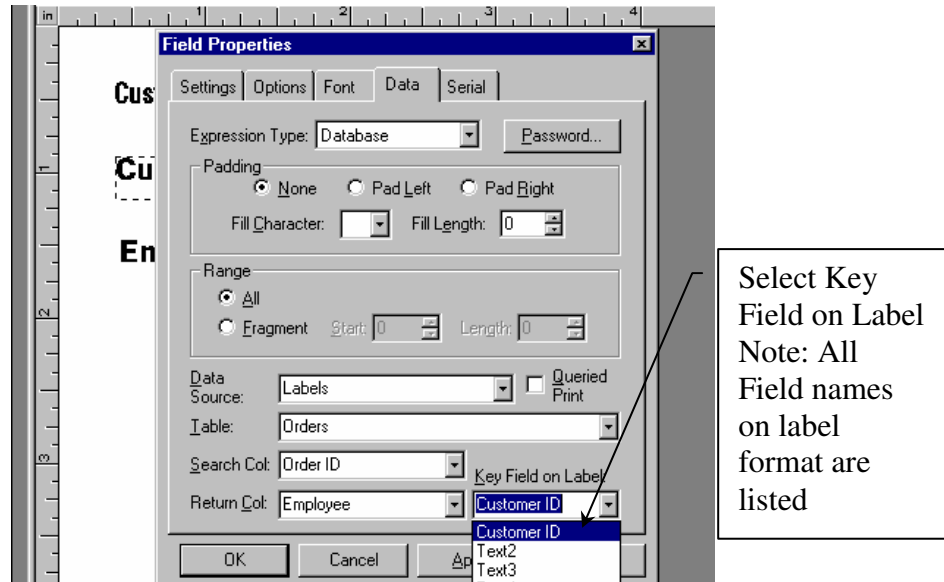 in 1 2 3 4
Field Properties
Cus
Settings Options Font Data Serial
Expression Type: Database Password...
1
Cu
Padding
None Pad Left Pad Right
Fill Character: Fill Length: 0
En
Range
All
2
Fragment Start: 0 Length: 0
Select Key
Field on Label
Note: All
Field names
on label
format are
listed
Data
Source: Labels Queried
Print
Table: Orders
3
Search Col: Order ID Key Field on Label:
Return Col: Employee Customer ID
Customer ID
Text2
Text3
OK Cancel Ap